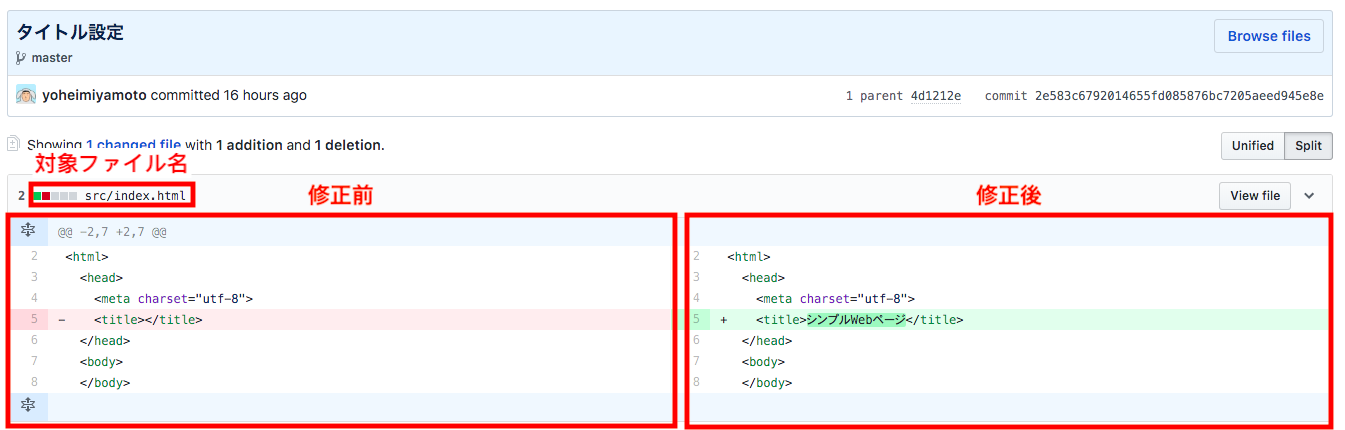 タイトル設定
Browse files
master
yoheimiyamoto committed 16 hours ago
1 parent 4d1212e commit 2e583c6792014655fd085876bc7205aeed945e8e
Showing 1 changed file with 1 addition and 1 deletion.
Unified Split
対象ファイル名
2 src/index.html
修正前
修正後
View file
@@ -2,7 +2,7 @@
2 <html>
3 <head>
4 <meta charset="utf-8">
5 - <title></title>
6 </head>
7 <body>
8 </body>
2 <html>
3 <head>
4 <meta charset="utf-8">
5 + <title>シンプルWebページ</title>
6 </head>
7 <body>
8 </body>